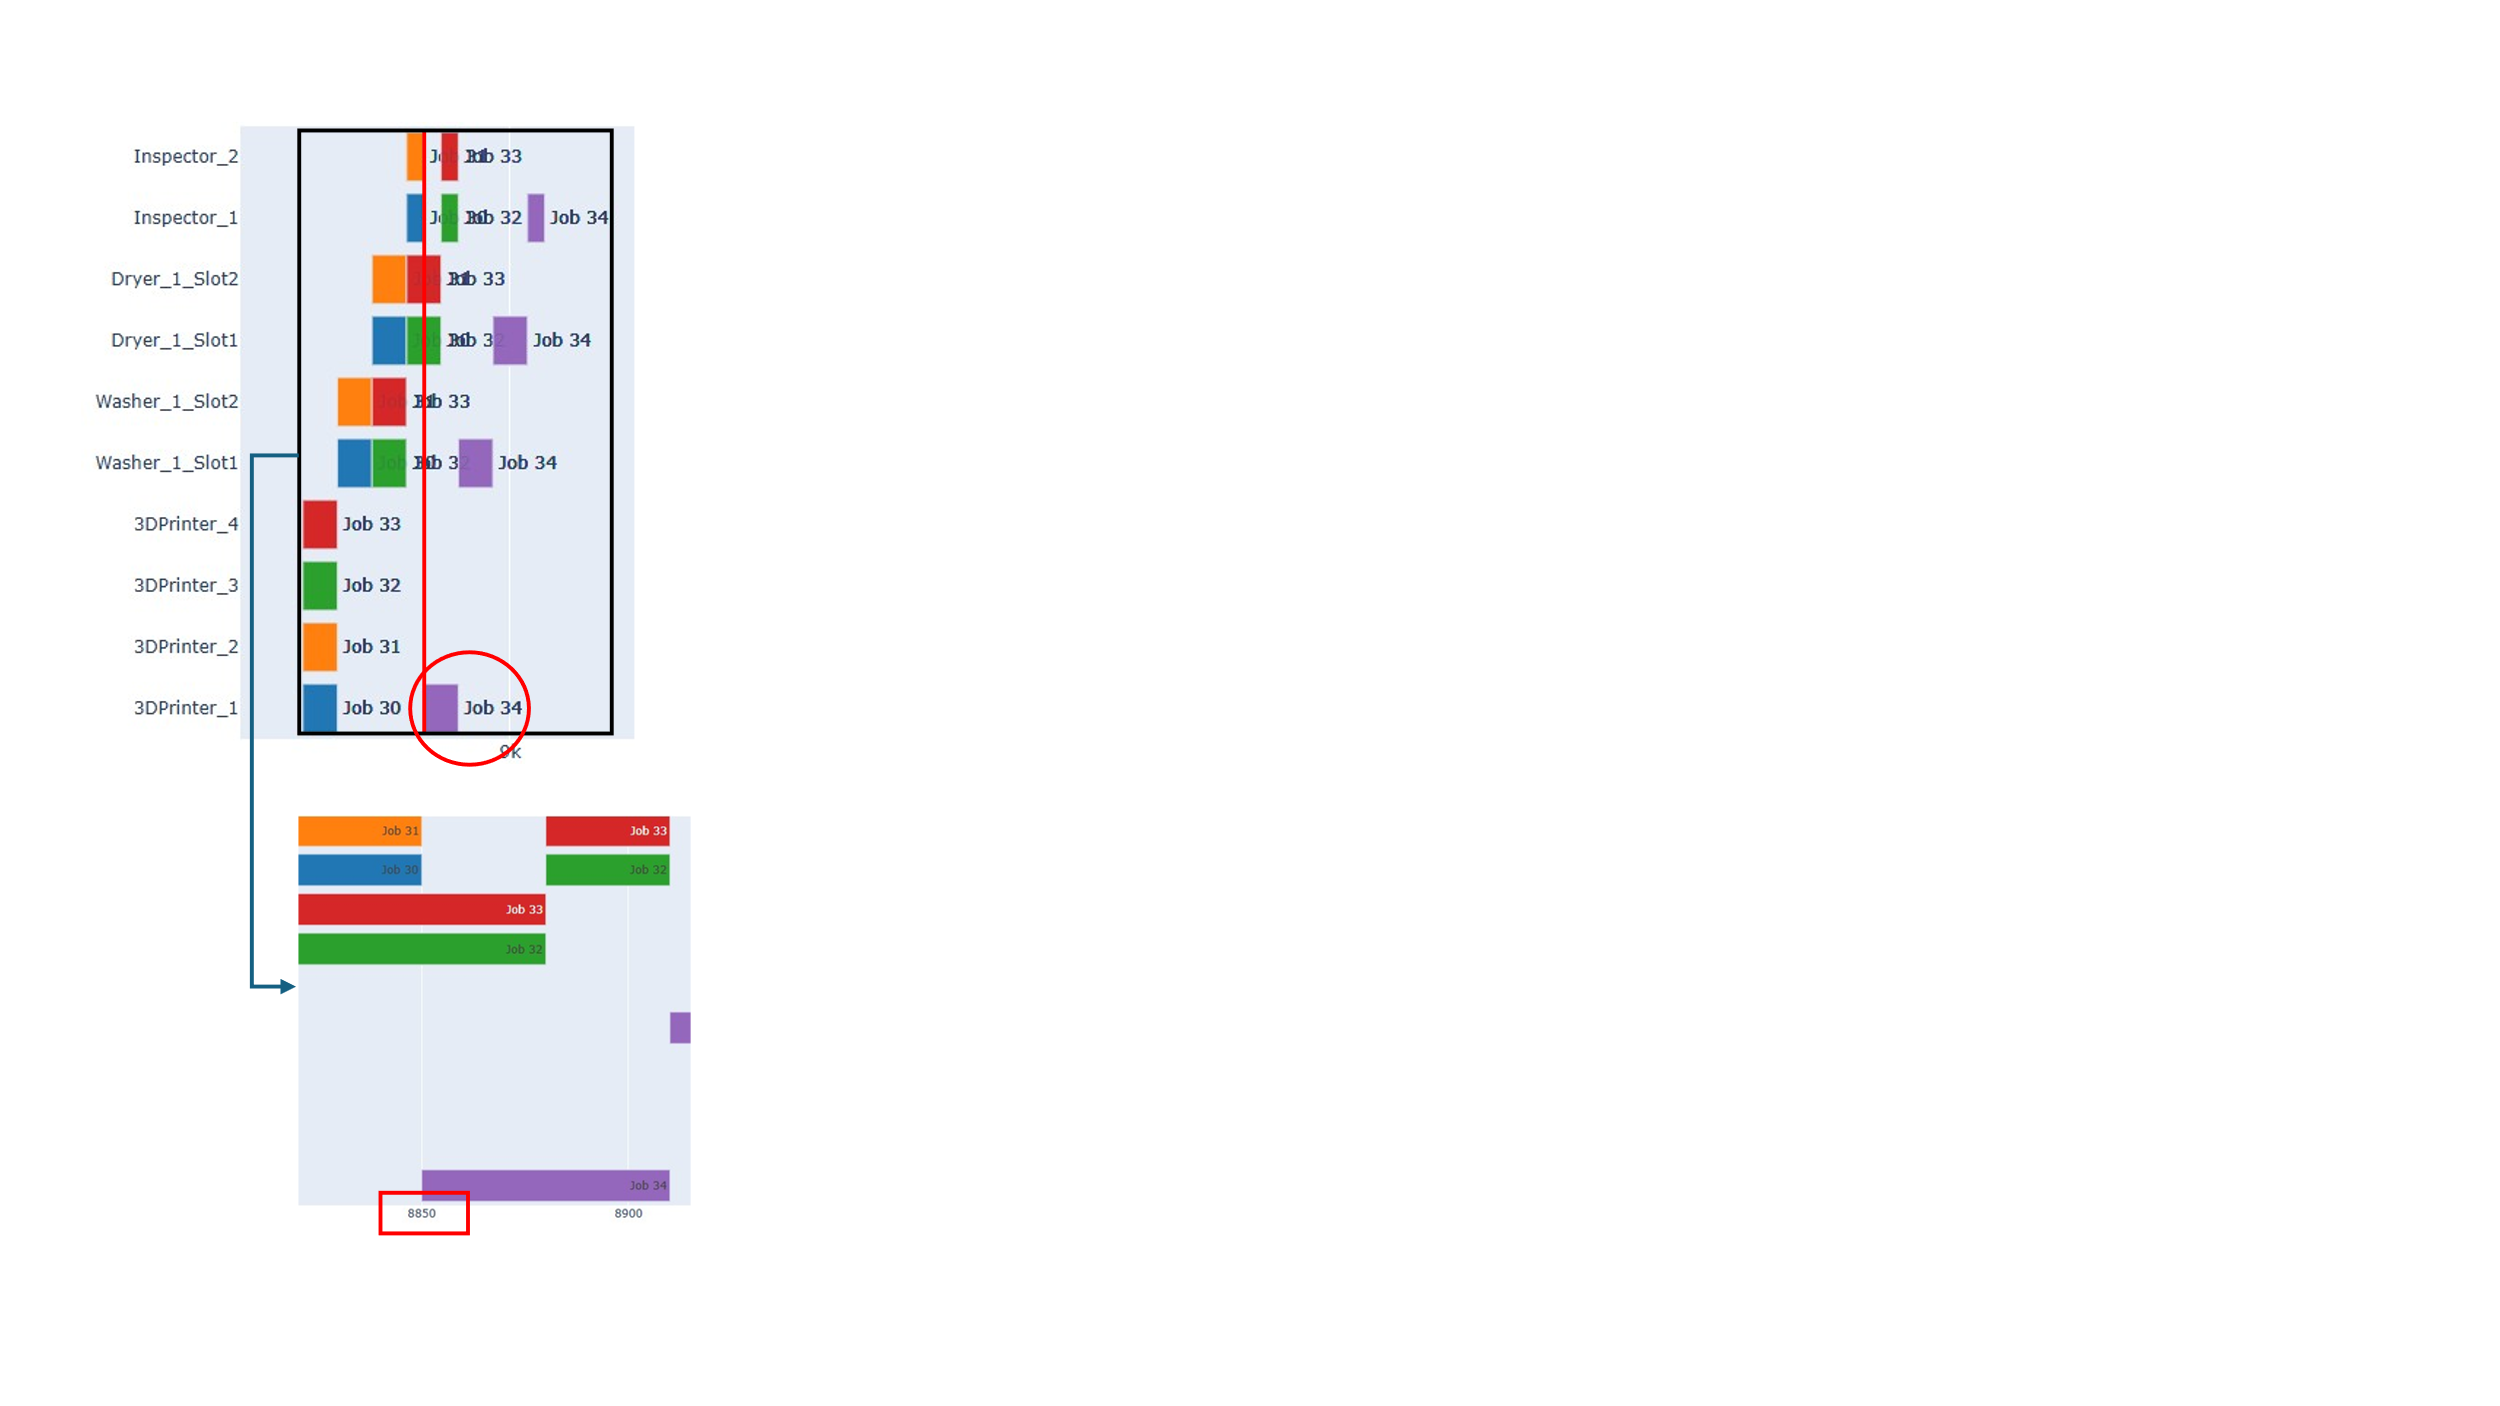 Inspector_2 Job 33
Inspector_1 Job 32 Job 34
Dryer_1_Slot2 Job 33
Dryer_1_Slot1 Job 32 Job 34
Washer_1_Slot2 33
Washer_1_Slot1 Job 34
3DPrinter_4 Job 33
3DPrinter_3 Job 32
3DPrinter_2 Job 31
3DPrinter_1 Job 30 Job 34
9k
Job 31 Job 33
Job 30 Job 32
Job 33
Job 32
Job 34
8850 8900